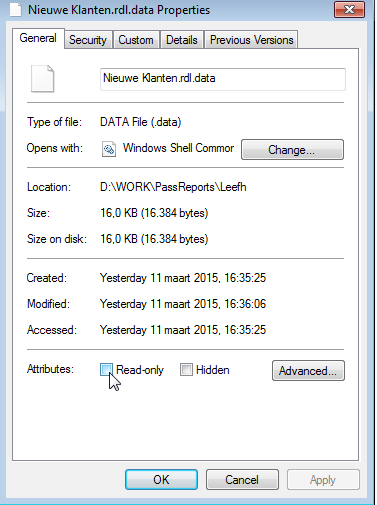 Nieuwe Klanten.rdl.data Properties
General Security Custom Details Previous Versions
Nieuwe Klanten.rdl.data
Type of file: DATA File (.data)
Opens with: Windows Shell Commor Change...
Location: D:\WORK\PassReports\Leefh
Size: 16,0 KB (16.384 bytes)
Size on disk: 16,0 KB (16.384 bytes)
Created: Yesterday 11 maart 2015, 16:35:25
Modified: Yesterday 11 maart 2015, 16:36:06
Accessed: Yesterday 11 maart 2015, 16:35:25
Attributes: Read-only Hidden Advanced...
OK Cancel Apply